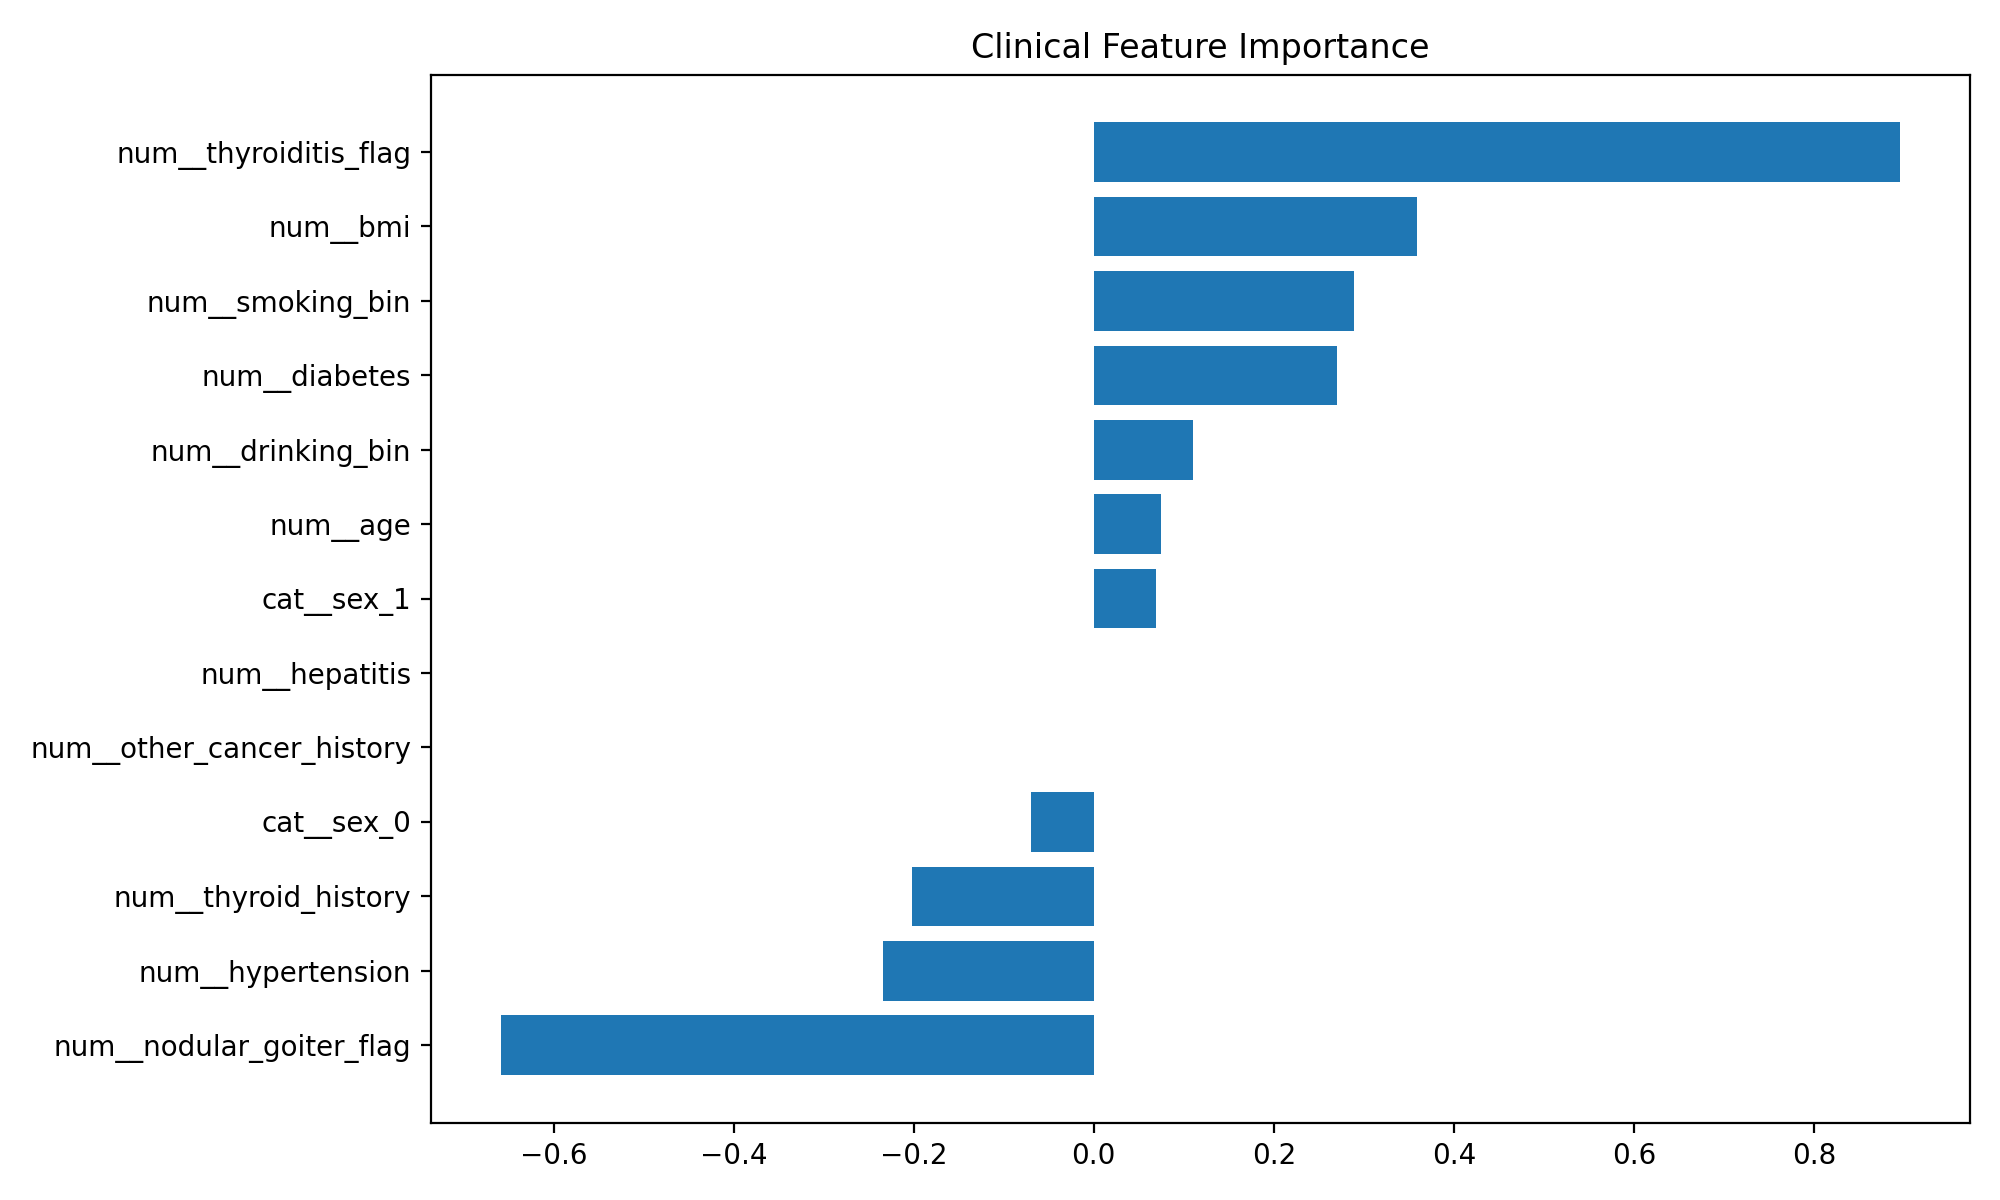 Clinical Feature Importance
num__thyroiditis_flag
num__bmi
num__smoking_bin
num__diabetes
num__drinking_bin
num__age
cat__sex_1
num__hepatitis
num__other_cancer_history
cat__sex_0
num__thyroid_history
num__hypertension
num__nodular_goiter_flag
−0.6 −0.4 −0.2 0.0 0.2 0.4 0.6 0.8